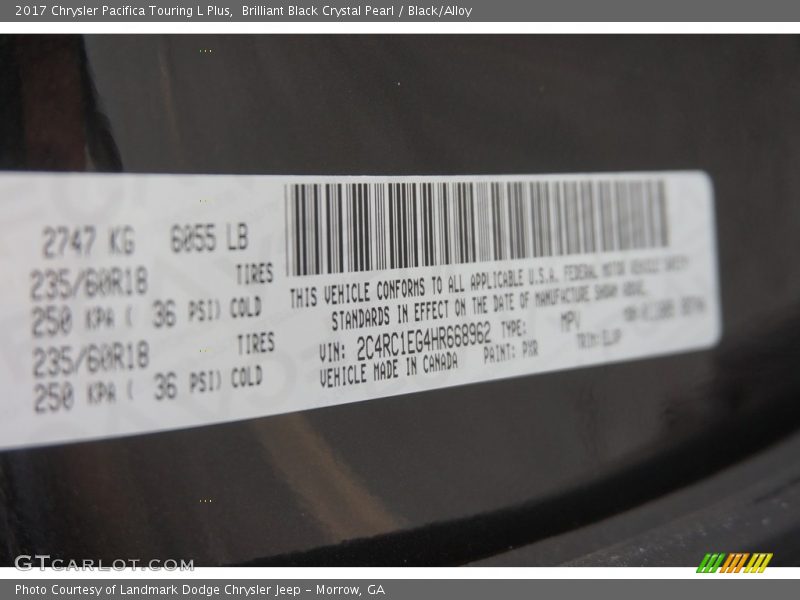 2017 Chrysler Pacifica Touring L Plus,  Brilliant Black Crystal Pearl / Black/Alloy
2747 KG 6055 LB
235/60R18 TIRES
250 KPA ( 36 PSI) COLD
235/60R18 TIRES
250 KPA ( 36 PSI) COLD
THIS VEHICLE CONFORMS TO ALL APPLICABLE U.S.A. FEDERAL MOTOR VEHICLE SAFETY
STANDARDS IN EFFECT ON THE DATE OF MANUFACTURE SHOWN ABOVE.
VIN: 2C4RC1EG4HR668962 TYPE: MPV
VEHICLE MADE IN CANADA PAINT: PXR TRIM:
GTCARLOT.COM
Photo Courtesy of Landmark Dodge Chrysler Jeep – Morrow, GA